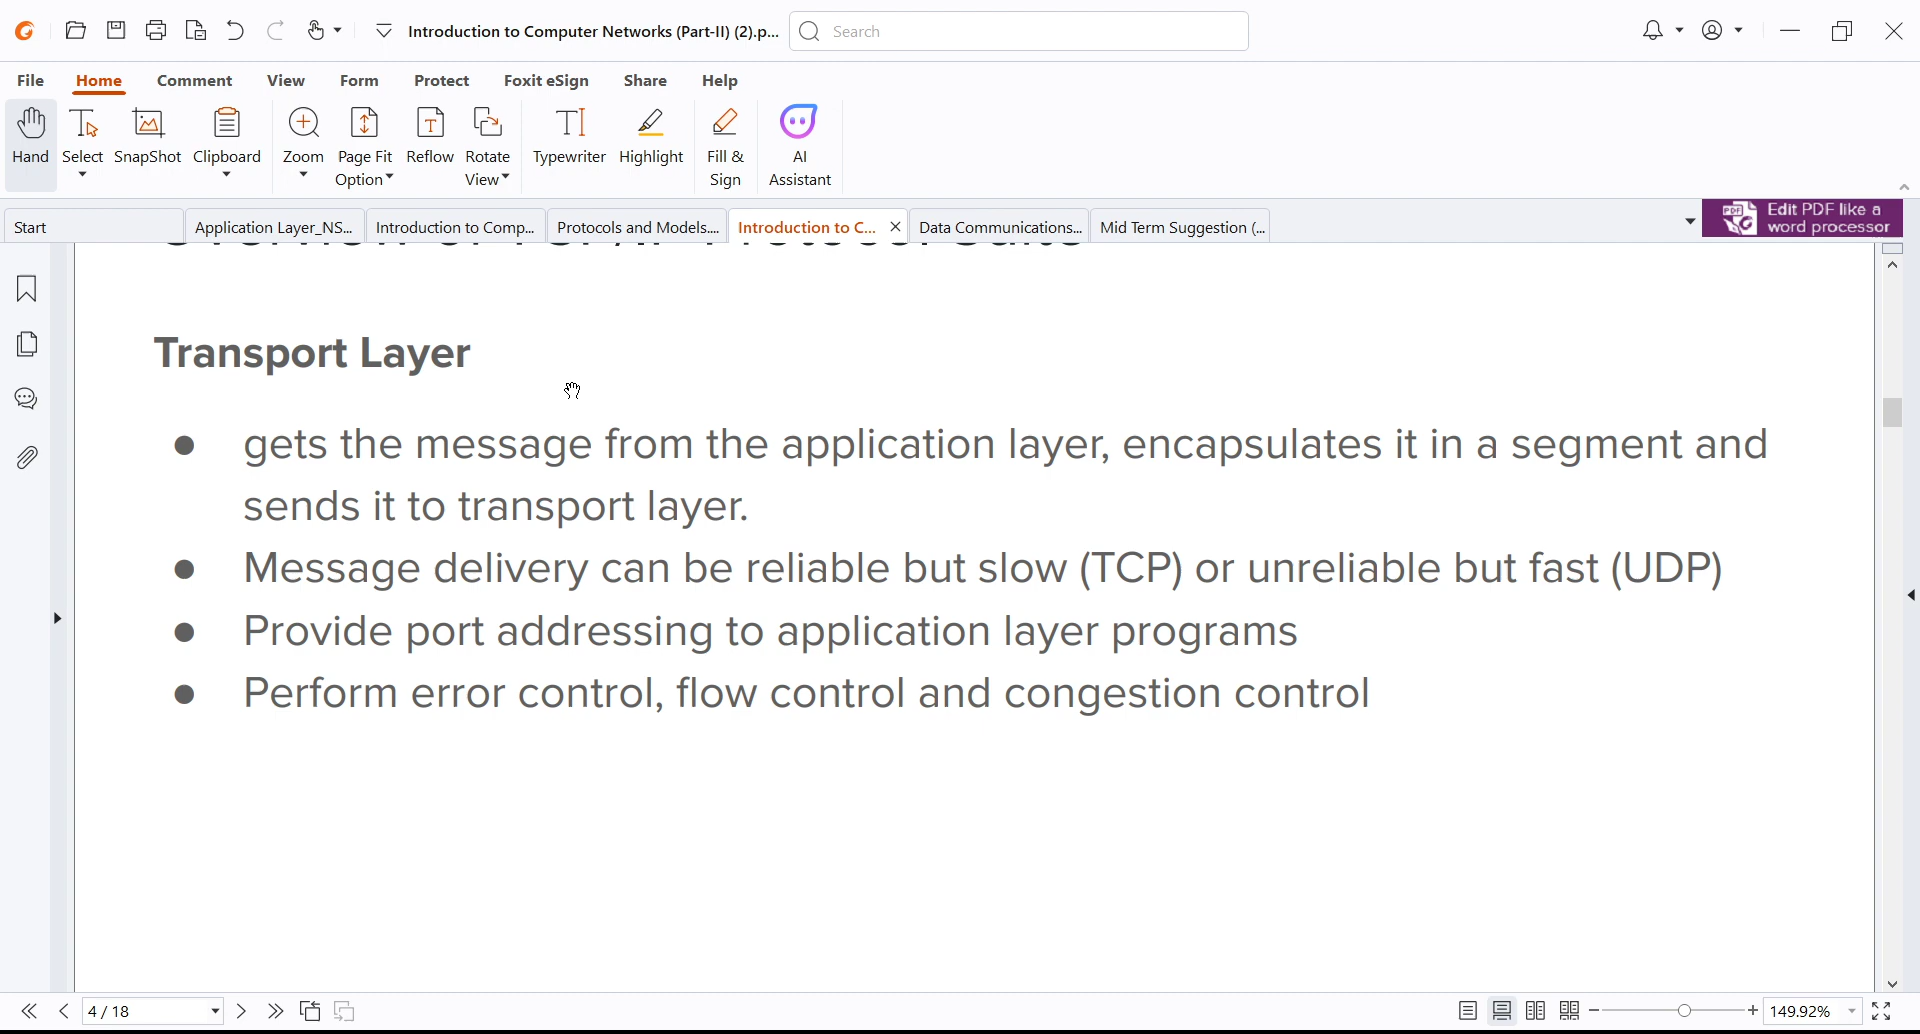 Introduction to Computer Networks (Part-II) (2).p...
Search
File Home Comment View Form Protect Foxit eSign Share Help
Hand
Select
SnapShot
Clipboard
Zoom
Page Fit
Option
Reflow
Rotate
View
Typewriter
Highlight
Fill &
Sign
AI
Assistant
Start
Application Layer_NS...
Introduction to Comp...
Protocols and Models....
Introduction to C...
Data Communications...
Mid Term Suggestion (...
PDF
Edit PDF like a
word processor
Transport Layer
● gets the message from the application layer, encapsulates it in a segment and
sends it to transport layer.
● Message delivery can be reliable but slow (TCP) or unreliable but fast (UDP)
● Provide port addressing to application layer programs
● Perform error control, flow control and congestion control
4 / 18
149.92%